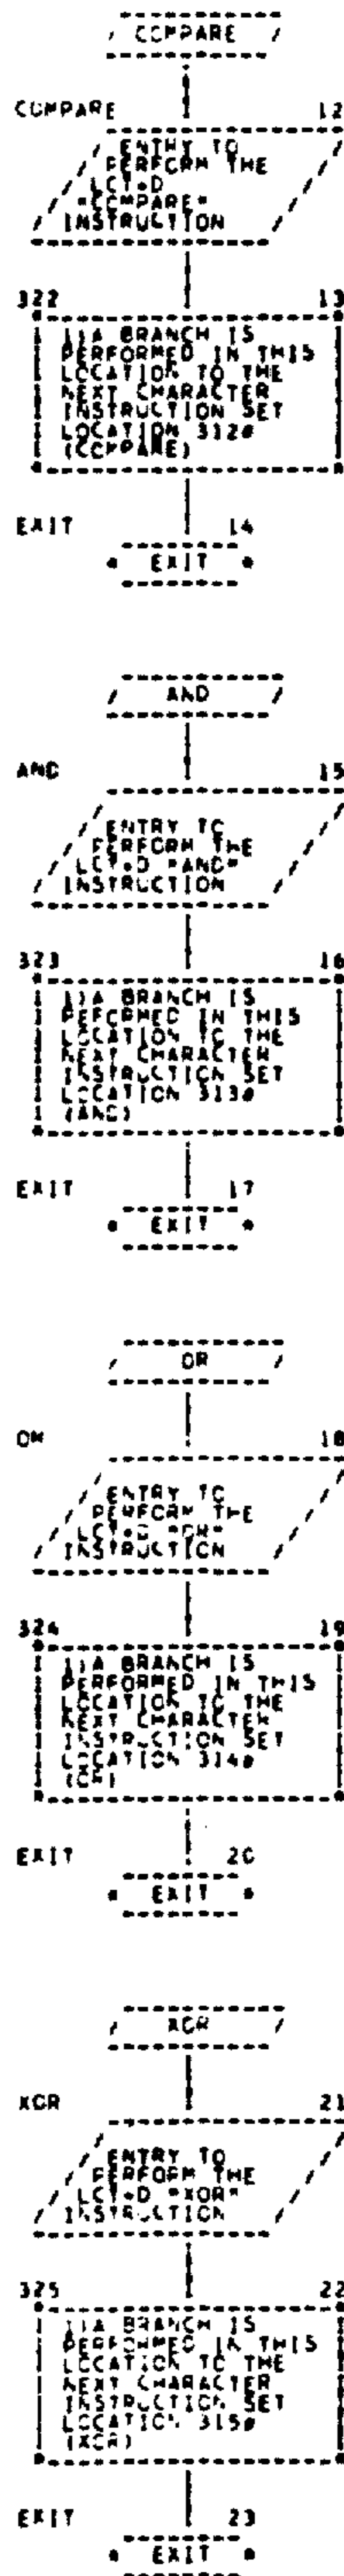 / COMPARE /
COMPARE 12
ENTRY TO
PERFORM THE
LCT+D
"COMPARE"
INSTRUCTION
322 13
1)A BRANCH IS
PERFORMED IN THIS
LOCATION TO THE
NEXT CHARACTER
INSTRUCTION SET
LOCATION 312#
(COMPARE)
EXIT 14
* EXIT *
/ AND /
AND 15
ENTRY TO
PERFORM THE
LCT+D "AND"
INSTRUCTION
323 16
1)A BRANCH IS
PEFORMED IN THIS
LOCATION TO THE
NEXT CHARACTER
INSTRUCTION SET
LOCATION 313#
(AND)
EXIT 17
* EXIT *
/ OR /
OR 18
ENTRY TO
PERFORM THE
LCT+D "OR"
INSTRUCTION
324 19
1)A BRANCH IS
PERFORMED IN THIS
LOCATION TO THE
NEXT CHARACTER
INSTRUCTION SET
LOCATION 314#
(OR)
EXIT 20
* EXIT *
/ XOR /
XOR 21
ENTRY TO
PERFORM THE
LCT+D "XOR"
INSTRUCTION
325 22
1)A BRANCH IS
PERFORMED IN THIS
LOCATION TO THE
NEXT CHARACTER
INSTRUCTION SET
LOCATION 315#
(XOR)
EXIT 23
* EXIT *